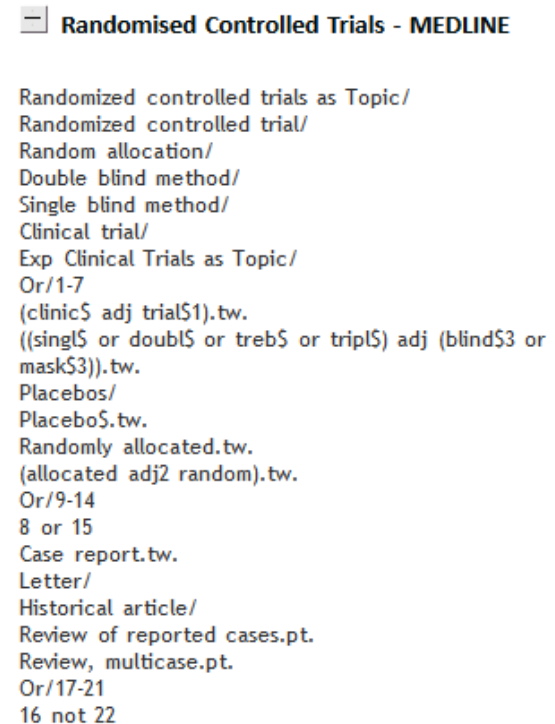 Randomised Controlled Trials - MEDLINE
Randomized controlled trials as Topic/
Randomized controlled trial/
Random allocation/
Double blind method/
Single blind method/
Clinical trial/
Exp Clinical Trials as Topic/
Or/1-7
(clinic$ adj trial$1).tw.
((singl$ or doubl$ or treb$ or tripl$) adj (blind$3 or
mask$3)).tw.
Placebos/
Placebo$.tw.
Randomly allocated.tw.
(allocated adj2 random).tw.
Or/9-14
8 or 15
Case report.tw.
Letter/
Historical article/
Review of reported cases.pt.
Review, multicase.pt.
Or/17-21
16 not 22